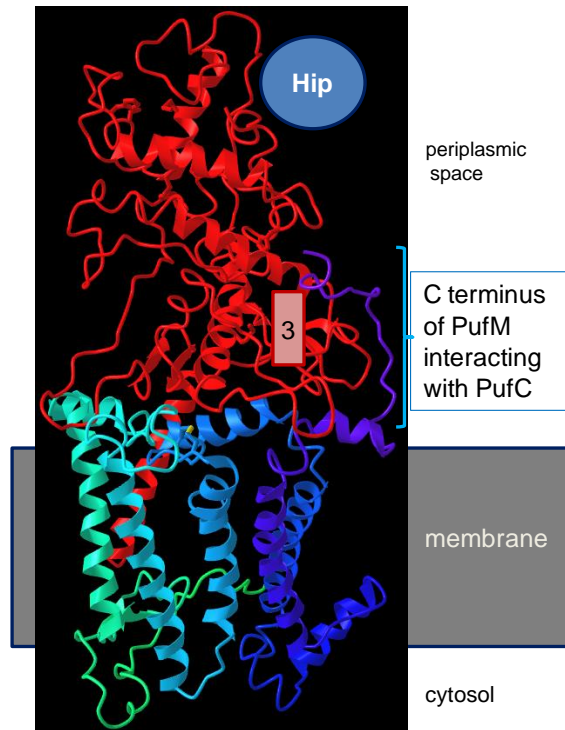 Hip
periplasmic
space
3
C terminus
of PufM
interacting
with PufC
membrane
cytosol